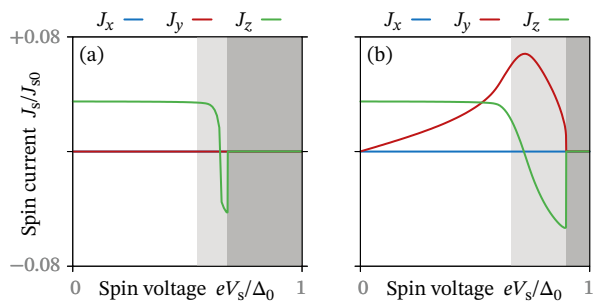 J_x J_y J_z J_x J_y J_z
+0.08
(a) (b)
Spin current J_s/J_s0
−0.08
0 Spin voltage eV_s/Δ_0 1 0 Spin voltage eV_s/Δ_0 1